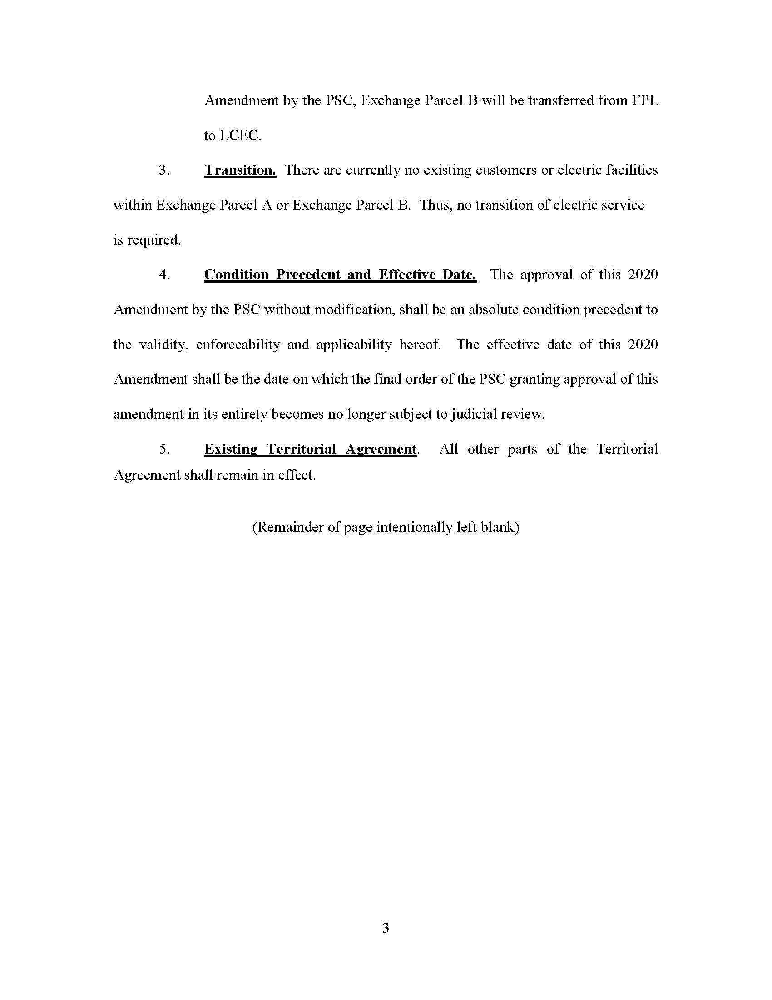 Amendment by the PSC, Exchange Parcel B will be transferred from FPL
to LCEC.
3. Transition. There are currently no existing customers or electric facilities
within Exchange Parcel A or Exchange Parcel B. Thus, no transition of electric service
is required.
4. Condition Precedent and Effective Date. The approval of this 2020
Amendment by the PSC without modification, shall be an absolute condition precedent to
the validity, enforceability and applicability hereof. The effective date of this 2020
Amendment shall be the date on which the final order of the PSC granting approval of this
amendment in its entirety becomes no longer subject to judicial review.
5. Existing Territorial Agreement. All other parts of the Territorial
Agreement shall remain in effect.
(Remainder of page intentionally left blank)
3